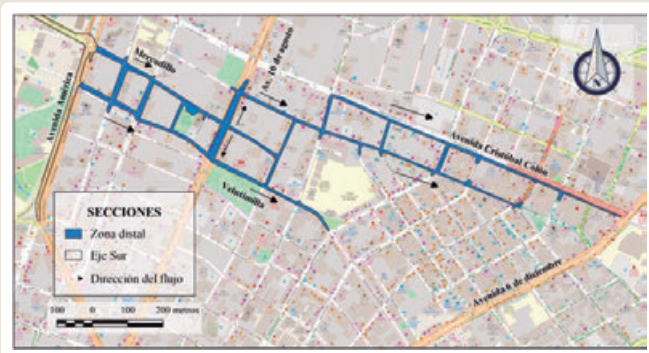 Mercadillo
Av. 10 de agosto
Avenida América
Avenida Cristóbal Colón
Veintimilla
Avenida 6 de diciembre
N
SECCIONES
Zona distal
Eje Sur
Dirección del flujo
100 0 100 200 metros